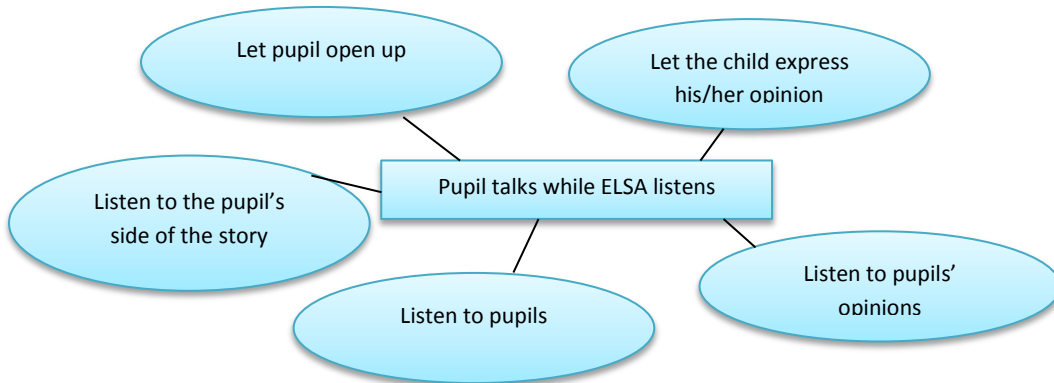 Let pupil open up
Let the child express
his/her opinion
Pupil talks while ELSA listens
Listen to the pupil’s
side of the story
Listen to pupils’
opinions
Listen to pupils